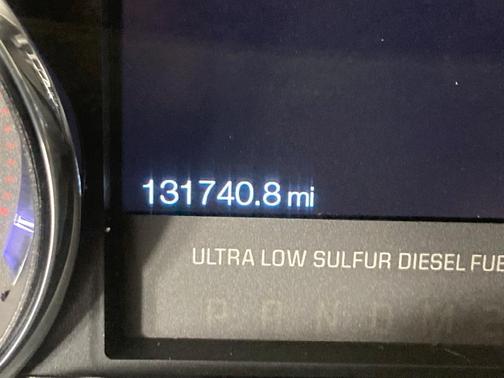 131740.8 mi
ULTRA LOW SULFUR DIESEL FUE
P R N D M